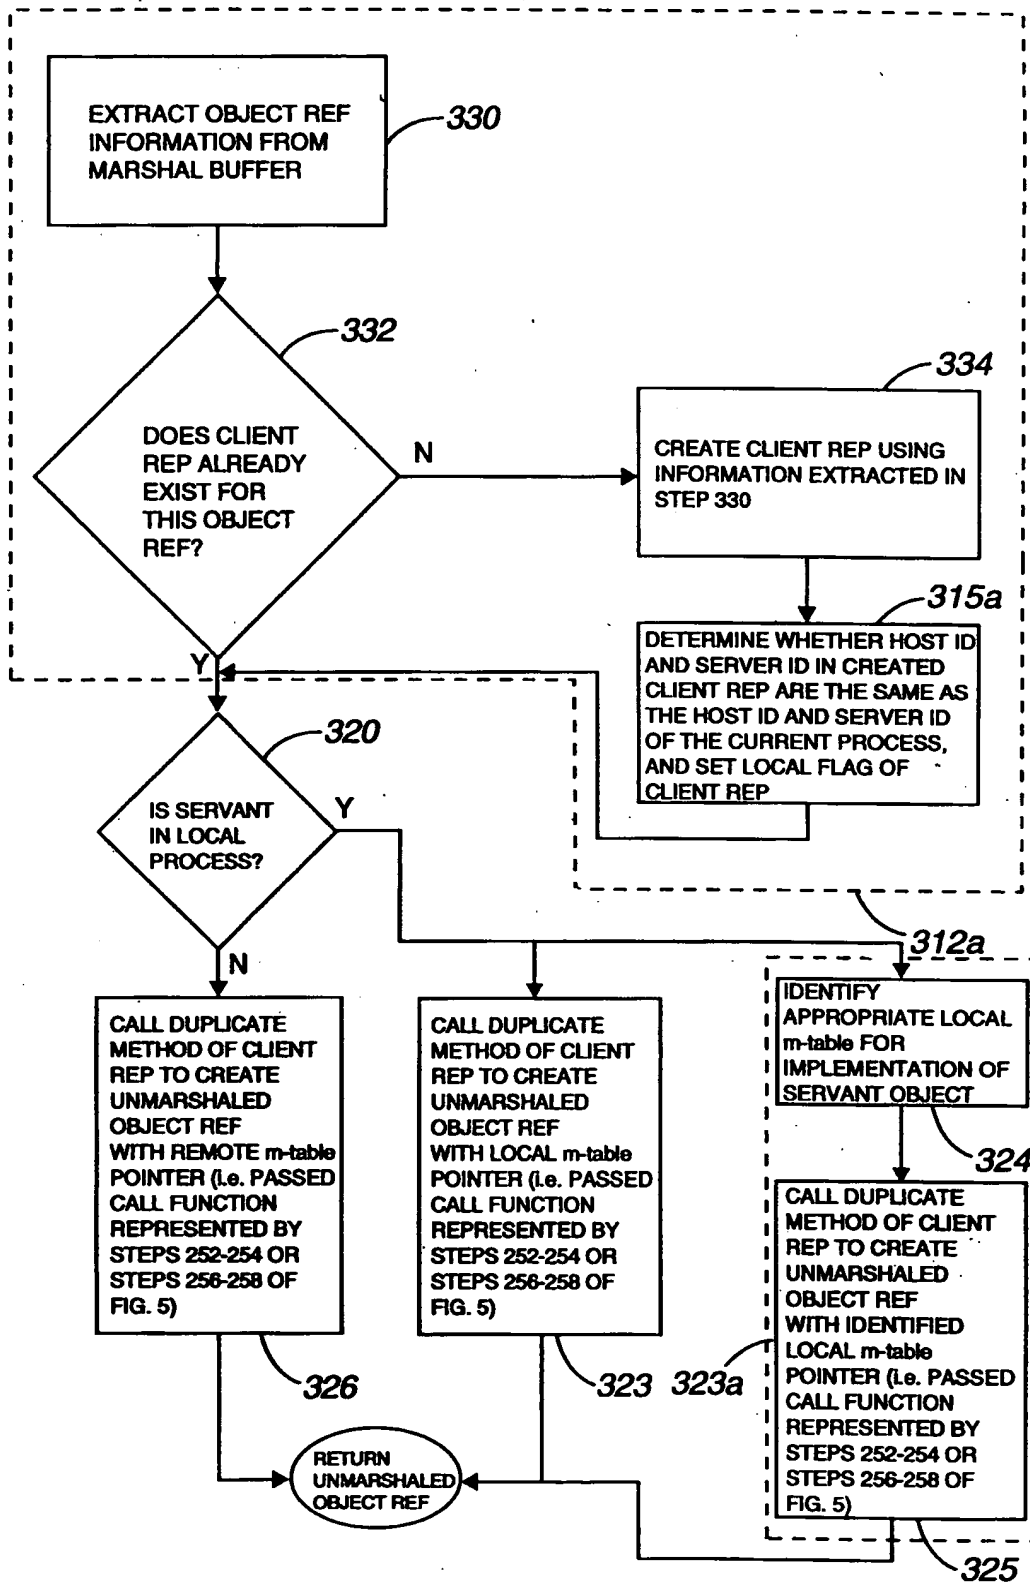 EXTRACT OBJECT REF
INFORMATION FROM
MARSHAL BUFFER
330
332
DOES CLIENT
REP ALREADY
EXIST FOR
THIS OBJECT
REF?
N
334
CREATE CLIENT REP USING
INFORMATION EXTRACTED IN
STEP 330
315a
DETERMINE WHETHER HOST ID
AND SERVER ID IN CREATED
CLIENT REP ARE THE SAME AS
THE HOST ID AND SERVER ID
OF THE CURRENT PROCESS,
AND SET LOCAL FLAG OF
CLIENT REP
Y
320
IS SERVANT
IN LOCAL
PROCESS?
Y
312a
N
CALL DUPLICATE
METHOD OF CLIENT
REP TO CREATE
UNMARSHALED
OBJECT REF
WITH REMOTE m-table
POINTER (i.e. PASSED
CALL FUNCTION
REPRESENTED BY
STEPS 252-254 OR
STEPS 256-258 OF
FIG. 5)
326
CALL DUPLICATE
METHOD OF CLIENT
REP TO CREATE
UNMARSHALED
OBJECT REF
WITH LOCAL m-table
POINTER (i.e. PASSED
CALL FUNCTION
REPRESENTED BY
STEPS 252-254 OR
STEPS 256-258 OF
FIG. 5)
323
IDENTIFY
APPROPRIATE LOCAL
m-table FOR
IMPLEMENTATION OF
SERVANT OBJECT
324
323a
CALL DUPLICATE
METHOD OF CLIENT
REP TO CREATE
UNMARSHALED
OBJECT REF
WITH IDENTIFIED
LOCAL m-table
POINTER (i.e. PASSED
CALL FUNCTION
REPRESENTED BY
STEPS 252-254 OR
STEPS 256-258 OF
FIG. 5)
325
RETURN
UNMARSHALED
OBJECT REF